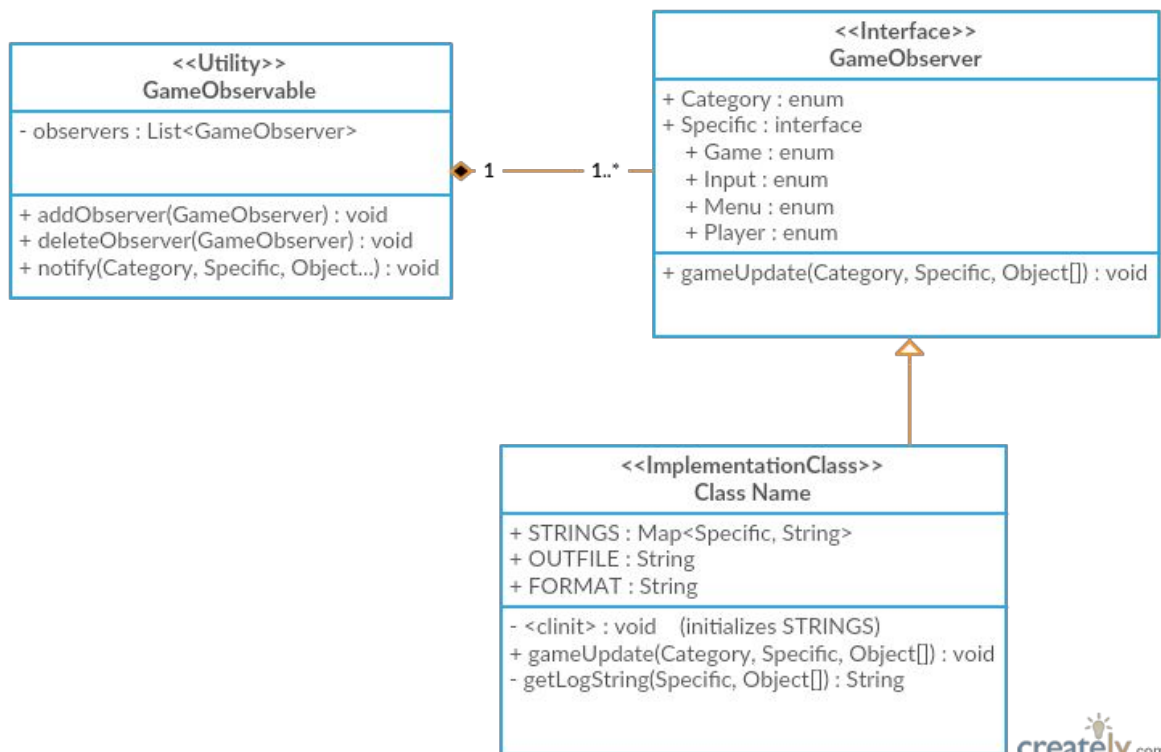 <<Utility>>
GameObservable
- observers : List<GameObserver>
+ addObserver(GameObserver) : void
+ deleteObserver(GameObserver) : void
+ notify(Category, Specific, Object...) : void
1
1..*
<<Interface>>
GameObserver
+ Category : enum
+ Specific : interface
+ Game : enum
+ Input : enum
+ Menu : enum
+ Player : enum
+ gameUpdate(Category, Specific, Object[]) : void
<<ImplementationClass>>
Class Name
+ STRINGS : Map<Specific, String>
+ OUTFILE : String
+ FORMAT : String
- <clinit> : void (initializes STRINGS)
+ gameUpdate(Category, Specific, Object[]) : void
- getLogString(Specific, Object[]) : String
creately.com